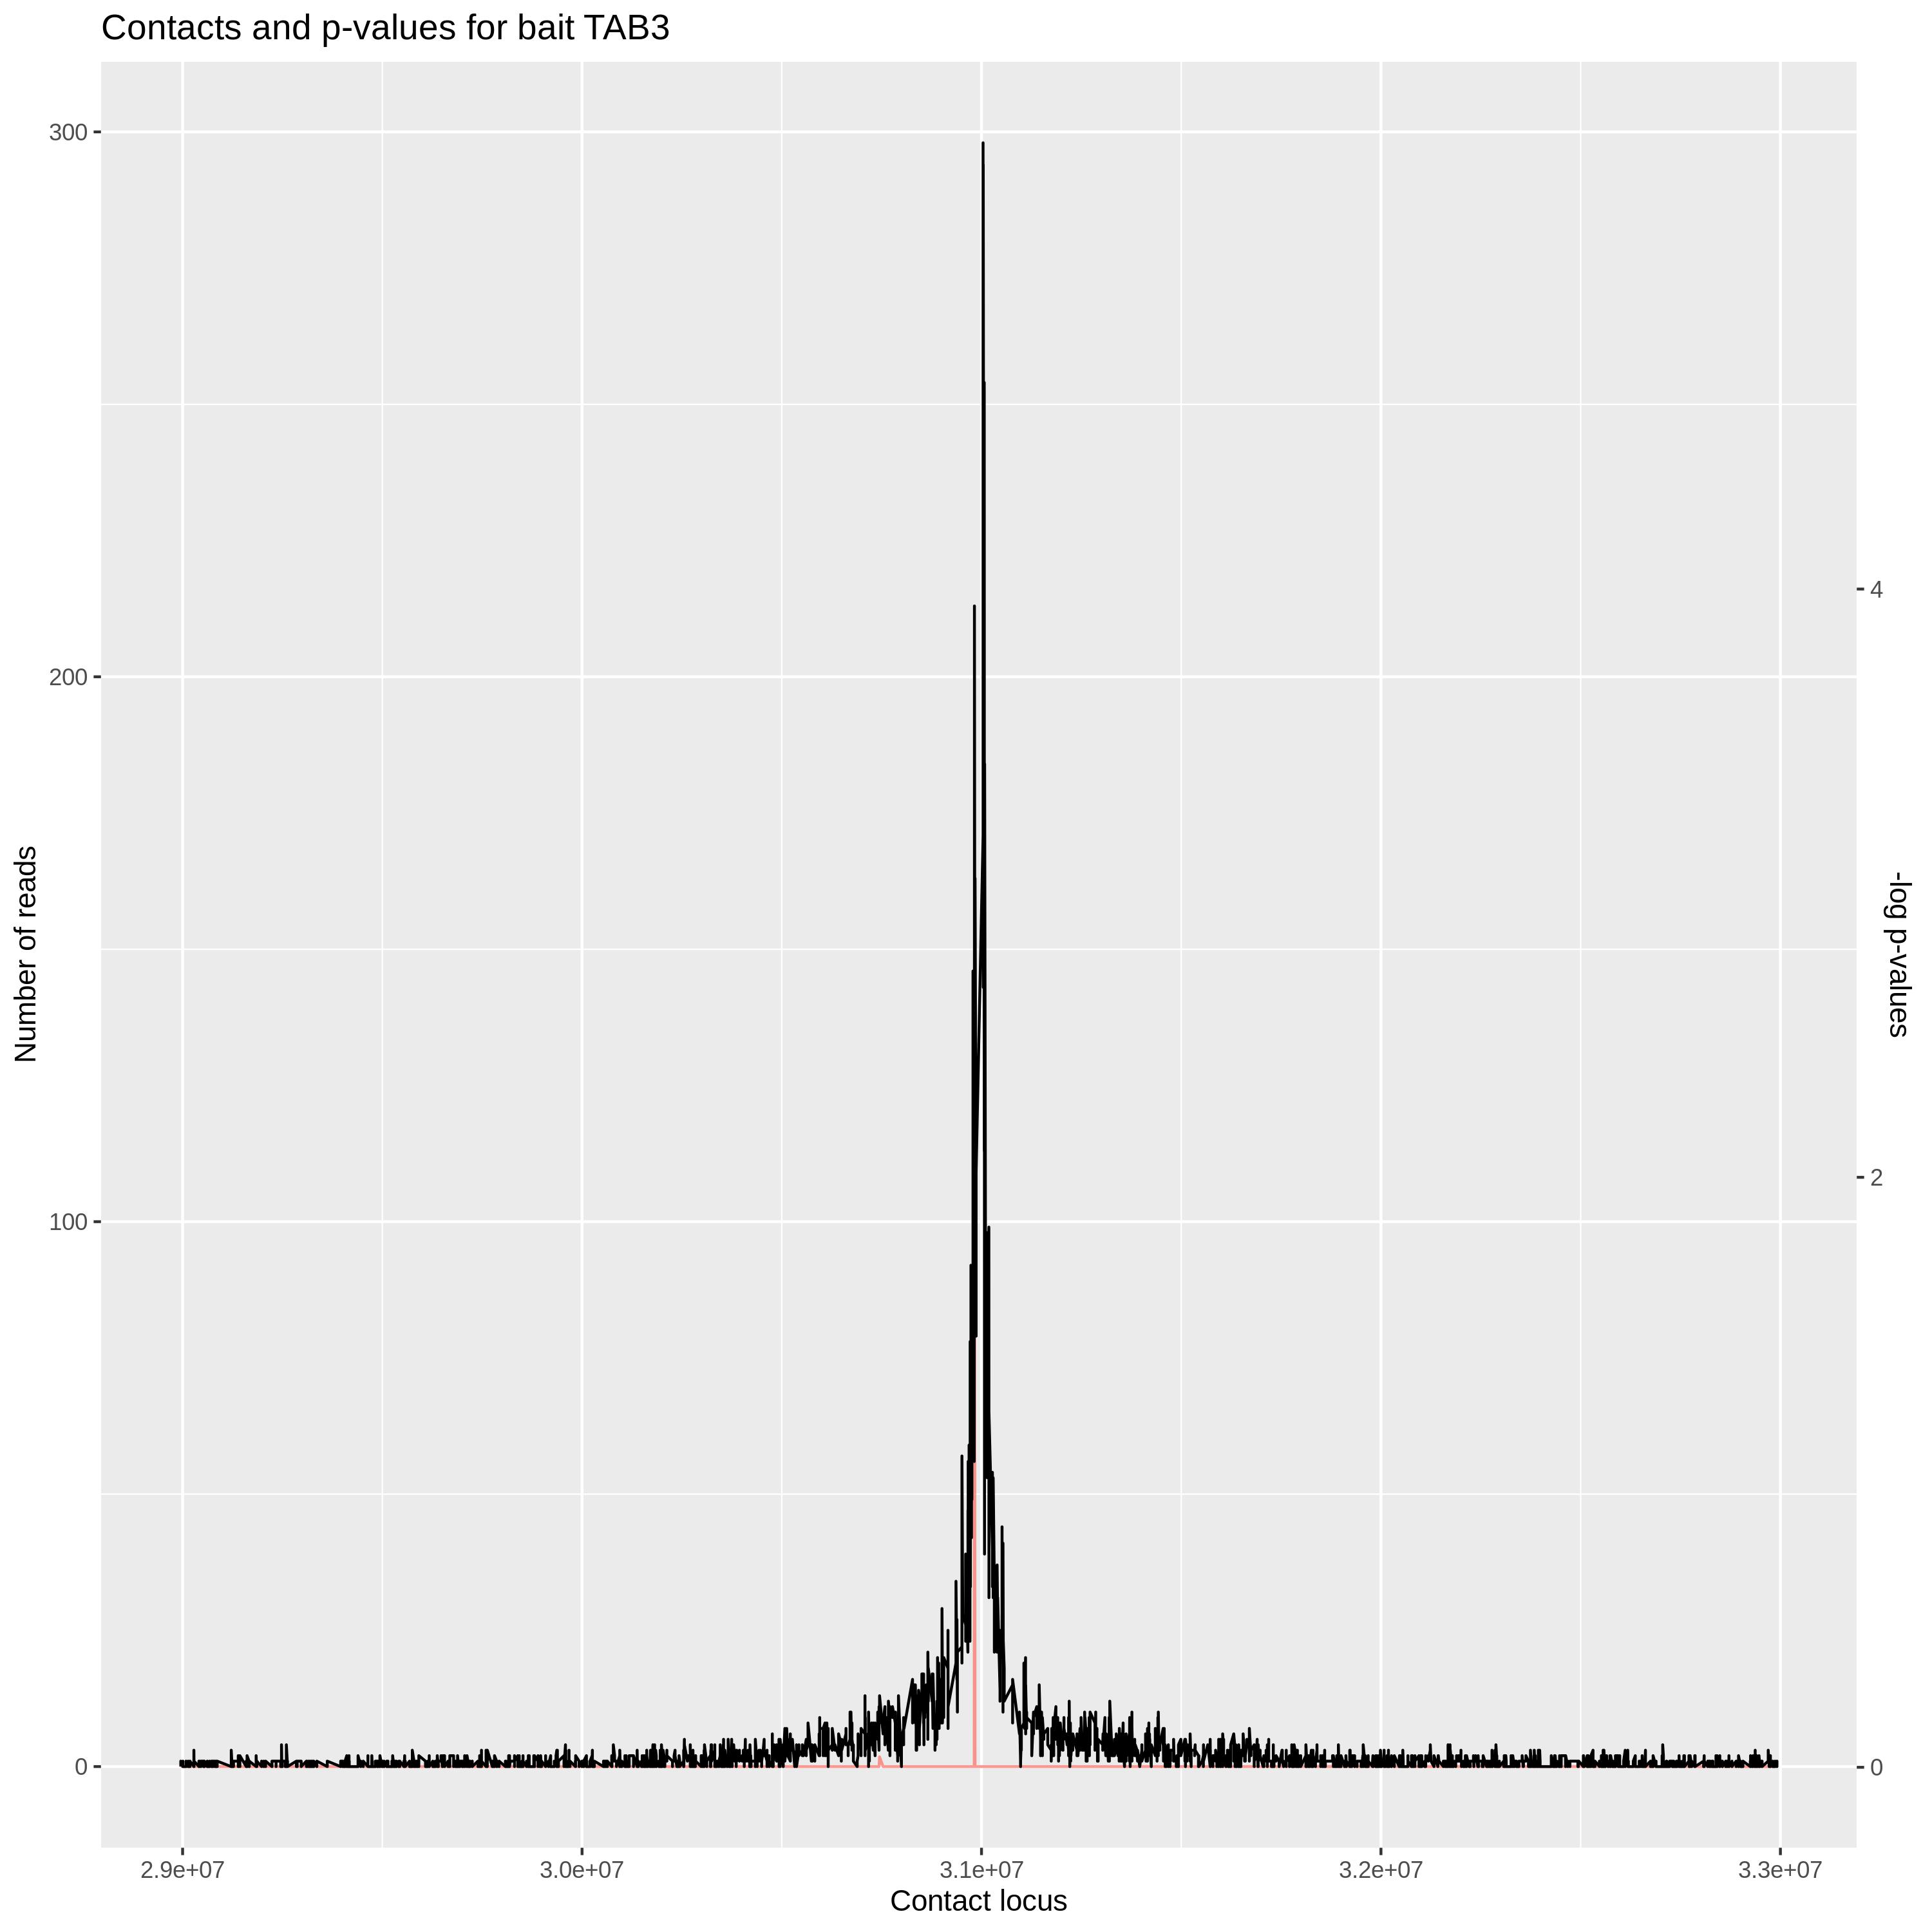 Contacts and p-values for bait TAB3
300
200
100
0
Number of reads
4
2
0
-log p-values
2.9e+07
3.0e+07
3.1e+07
3.2e+07
3.3e+07
Contact locus